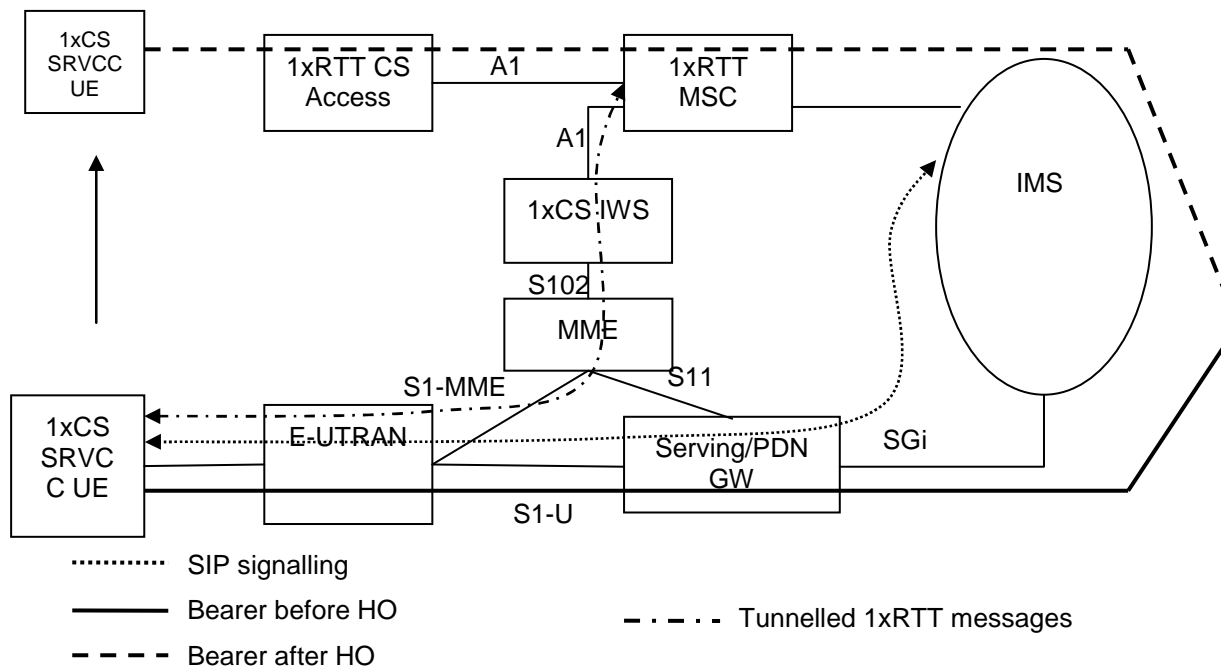 1xCS
SRVCC
UE
1xRTT CS
Access
A1
1xRTT
MSC
A1
IMS
1xCS IWS
S102
MME
S11
S1-MME
1xCS
SRVC
C UE
E-UTRAN
Serving/PDN
GW
SGi
S1-U
SIP signalling
Bearer before HO
Tunnelled 1xRTT messages
Bearer after HO